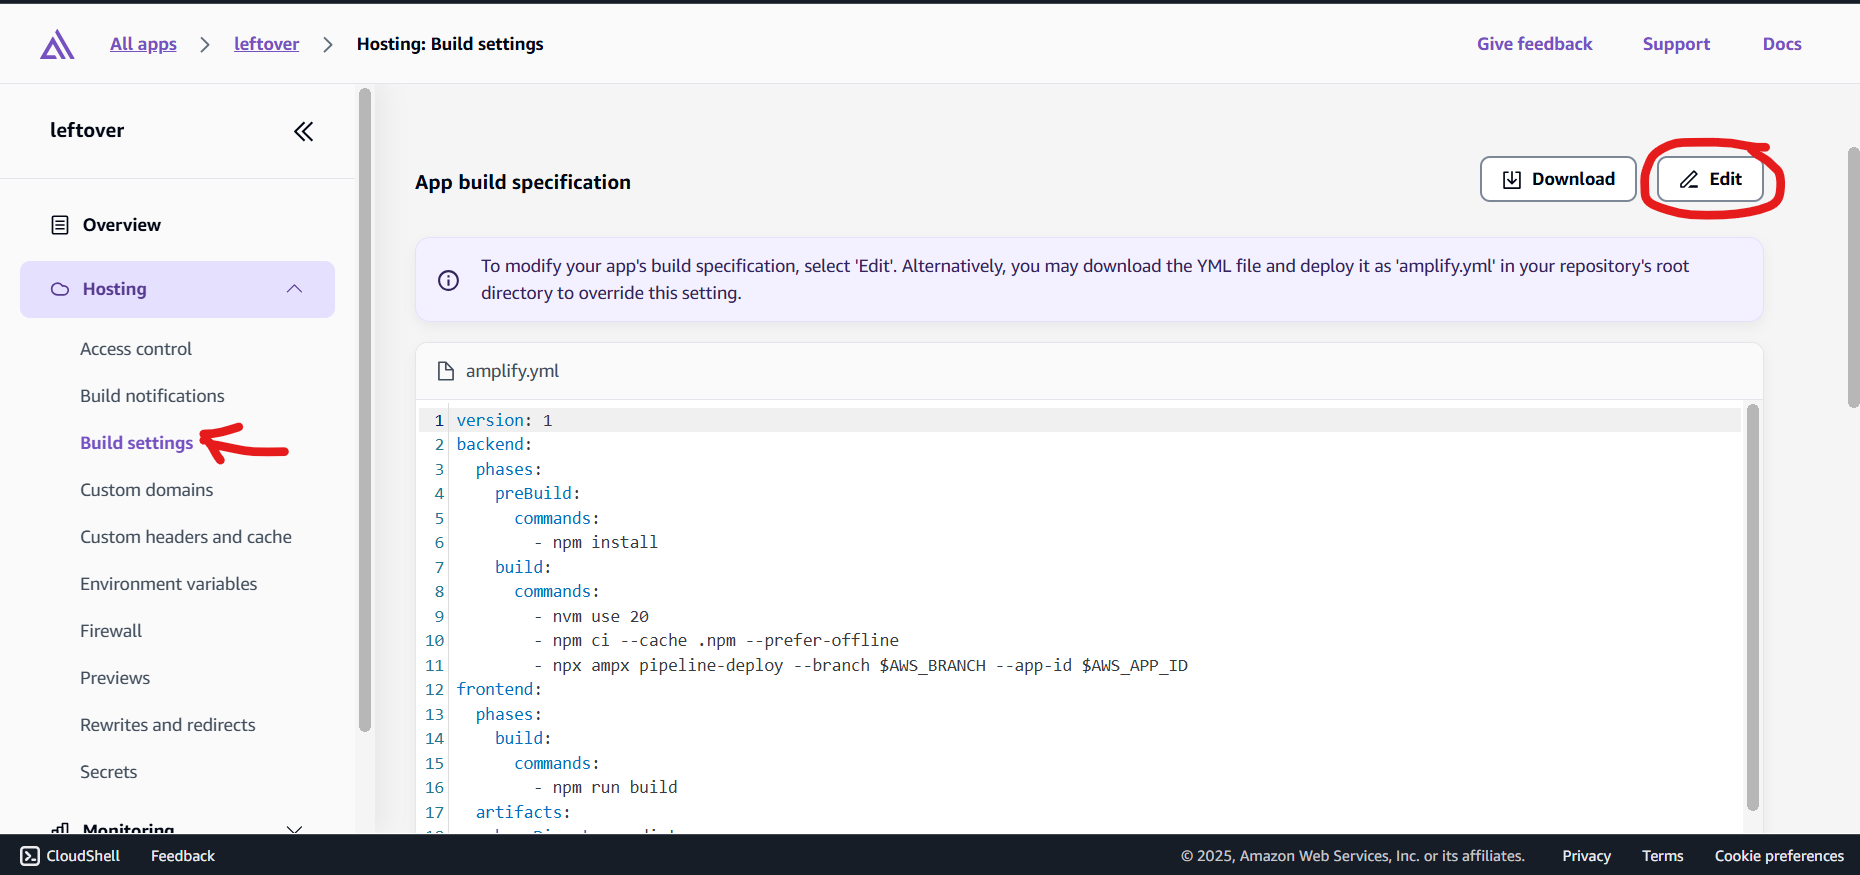 All apps > leftover > Hosting: Build settings
Give feedback Support Docs
leftover
Overview
Hosting
Access control
Build notifications
Build settings
Custom domains
Custom headers and cache
Environment variables
Firewall
Previews
Rewrites and redirects
Secrets
Monitoring
App build specification
Download Edit
To modify your app's build specification, select 'Edit'. Alternatively, you may download the YML file and deploy it as 'amplify.yml' in your repository's root
directory to override this setting.
amplify.yml
1 version: 1
2 backend:
3   phases:
4     preBuild:
5       commands:
6         - npm install
7     build:
8       commands:
9         - nvm use 20
10         - npm ci --cache .npm --prefer-offline
11         - npx ampx pipeline-deploy --branch $AWS_BRANCH --app-id $AWS_APP_ID
12 frontend:
13   phases:
14     build:
15       commands:
16         - npm run build
17   artifacts:
CloudShell Feedback
© 2025, Amazon Web Services, Inc. or its affiliates. Privacy Terms Cookie preferences